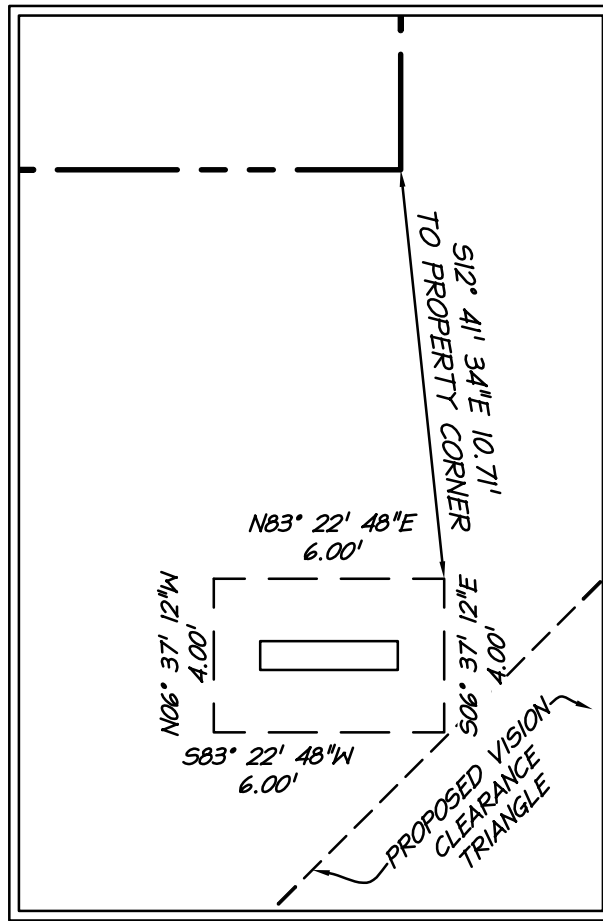 S12° 41' 34"E 10.71'
TO PROPERTY CORNER
N83° 22' 48"E
6.00'
N06° 37' 12"W
4.00'
S06° 37' 12"E
4.00'
S83° 22' 48"W
6.00'
PROPOSED VISION
CLEARANCE
TRIANGLE